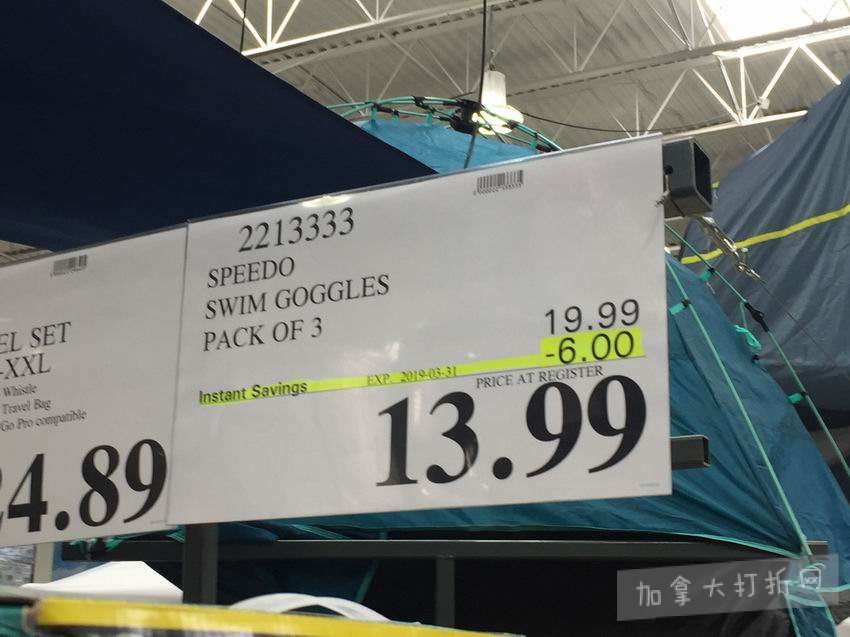 EL SET
-XXL
Whistle
Travel Bag
Go Pro compatible
4.89
2213333
SPEEDO
SWIM GOGGLES
PACK OF 3
19.99
-6.00
Instant Savings EXP. 2019-03-31
PRICE AT REGISTER
13.99
加拿大打折网